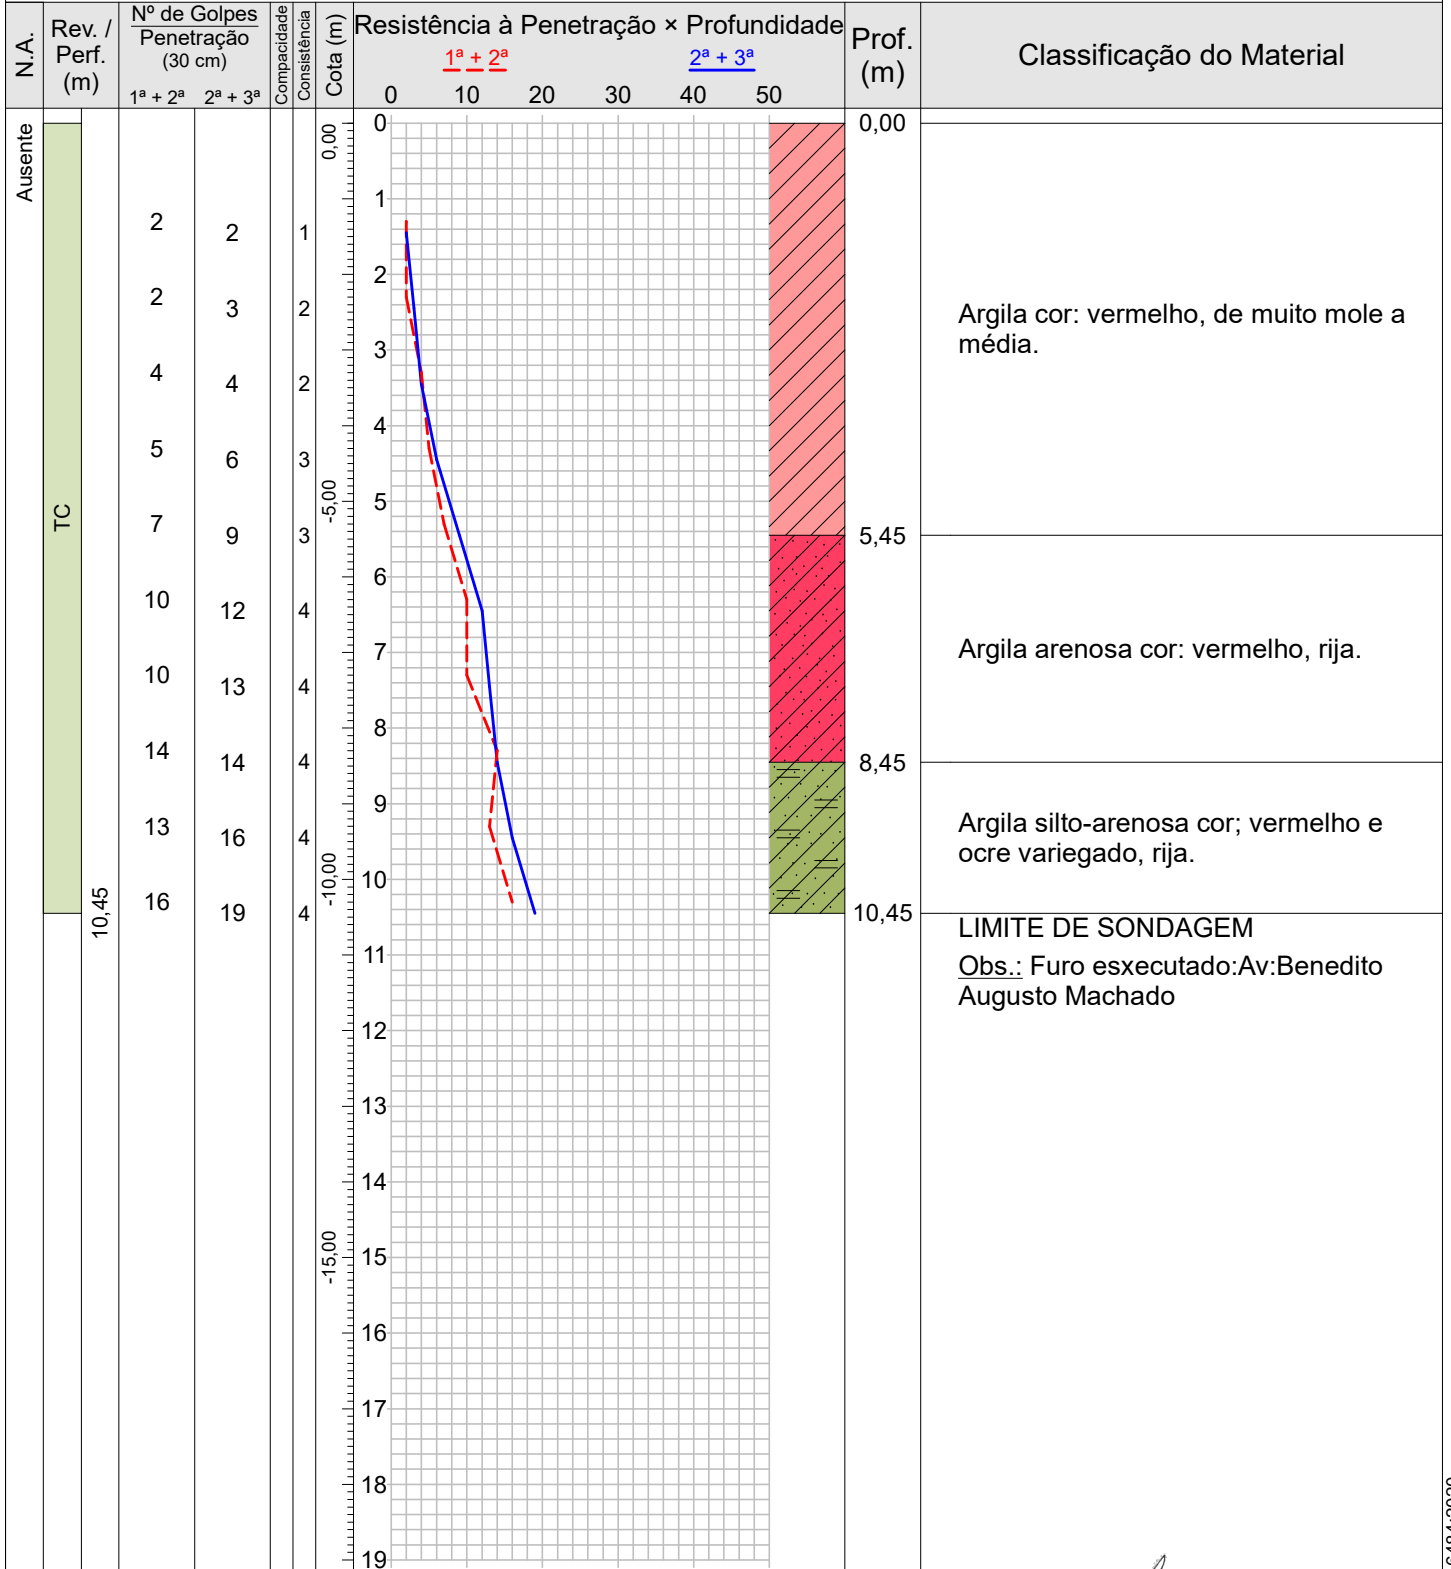 N.A.
Rev. /
Perf.
(m)
Nº de Golpes
Penetração
(30 cm)
1ª + 2ª 2ª + 3ª
Compacidade
Consistência
Cota (m)
Resistência à Penetração × Profundidade
1ª + 2ª 2ª + 3ª
0 10 20 30 40 50
Prof.
(m)
Classificação do Material
Ausente
TC
10,45
2 2 1
2 3 2
4 4 2
5 6 3
7 9 3
10 12 4
10 13 4
14 14 4
13 16 4
16 19 4
0,00
-5,00
-10,00
-15,00
0
1
2
3
4
5
6
7
8
9
10
11
12
13
14
15
16
17
18
19
0,00
Argila cor: vermelho, de muito mole a
média.
5,45
Argila arenosa cor: vermelho, rija.
8,45
Argila silto-arenosa cor; vermelho e
ocre variegado, rija.
10,45
LIMITE DE SONDAGEM
Obs.: Furo esxecutado:Av:Benedito
Augusto Machado